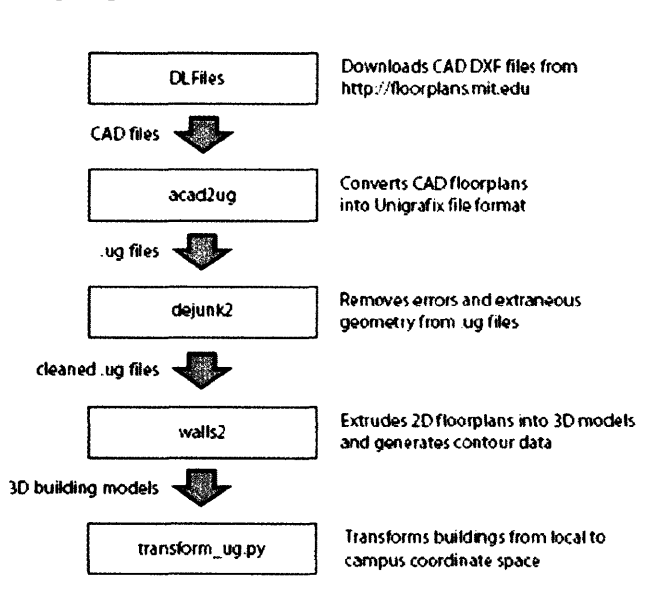 DLFiles
Downloads CAD DXF files from
http://floorplans.mit.edu
CAD files
acad2ug
Converts CAD floorplans
into Unigrafix file format
.ug files
dejunk2
Removes errors and extraneous
geometry from .ug files
cleaned .ug files
walls2
Extrudes 2D floorplans into 3D models
and generates contour data
3D building models
transform_ug.py
Transforms buildings from local to
campus coordinate space